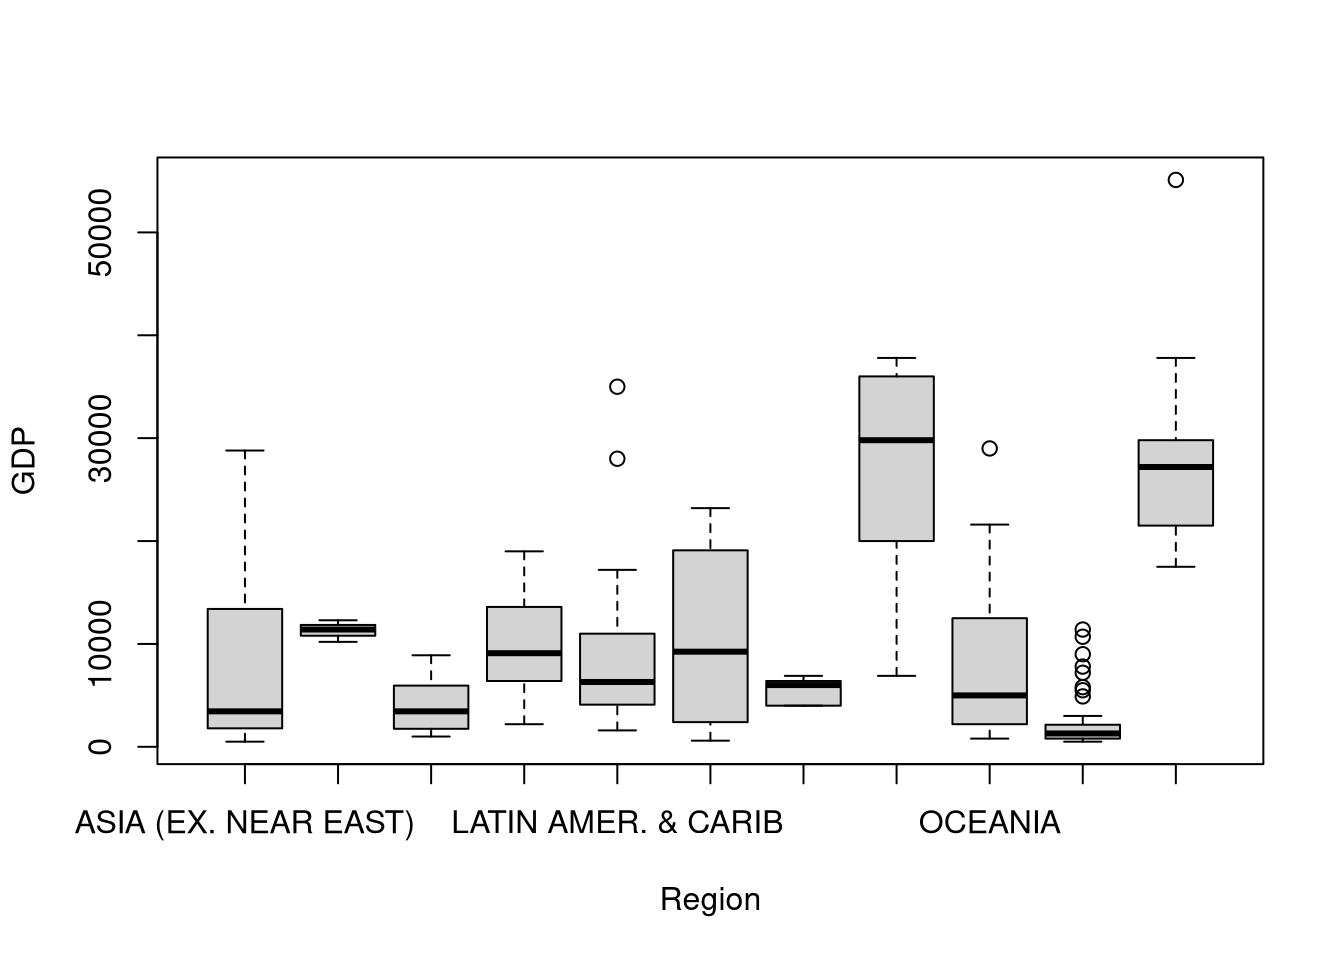 50000
30000
10000
0
GDP
ASIA (EX. NEAR EAST) LATIN AMER. & CARIB OCEANIA
Region